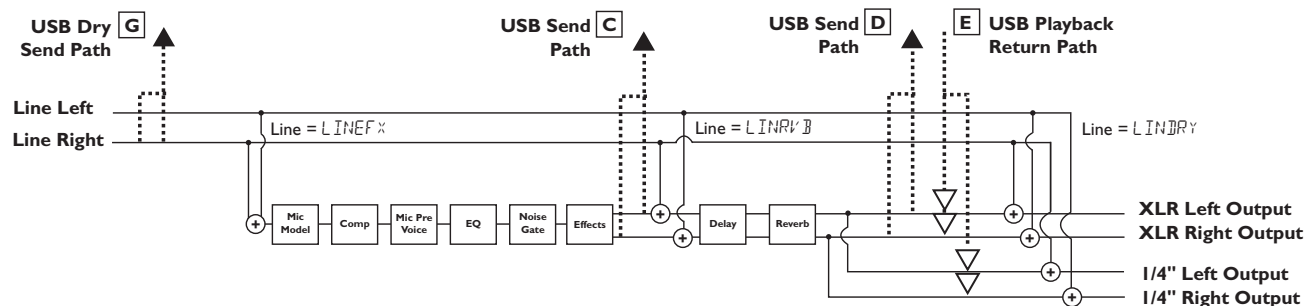 USB Dry G
Send Path
USB Send C
Path
USB Send D
Path
E USB Playback
Return Path
Line Left
Line Right
Line = LINEFX
Line = LINRVB
Line = LINDRY
Mic
Model
Comp
Mic Pre
Voice
EQ
Noise
Gate
Effects
Delay
Reverb
XLR Left Output
XLR Right Output
1/4" Left Output
1/4" Right Output